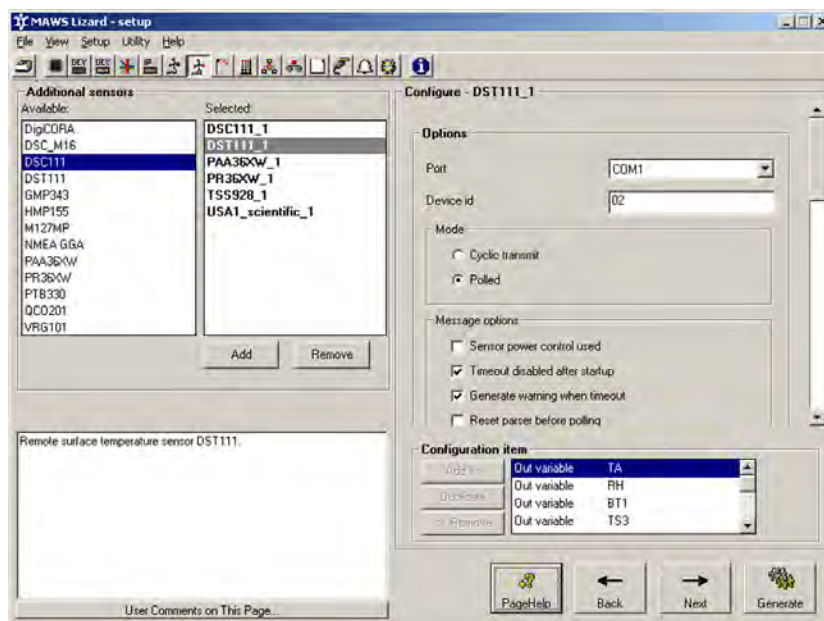 MAWS Lizard - setup
File View Setup Utility Help
Additional sensors
Available:
Selected:
DigiCORA
DSC_M16
DSC111
DST111
GMP343
HMP155
M127MP
NMEA GGA
PAA36XW
PR36XW
PTB330
QCO201
VRG101
DSC111_1
DST111_1
PAA36XW_1
PR36XW_1
TSS928_1
USA1_scientific_1
Add
Remove
Remote surface temperature sensor DST111.
User Comments on This Page...
Configure - DST111_1
Options
Port
COM1
Device id
02
Mode
Cyclic transmit
Polled
Message options
Sensor power control used
Timeout disabled after startup
Generate warning when timeout
Reset parser before polling
Configuration item
Out variable TA
Out variable RH
Out variable BT1
Out variable TS3
PageHelp
Back
Next
Generate